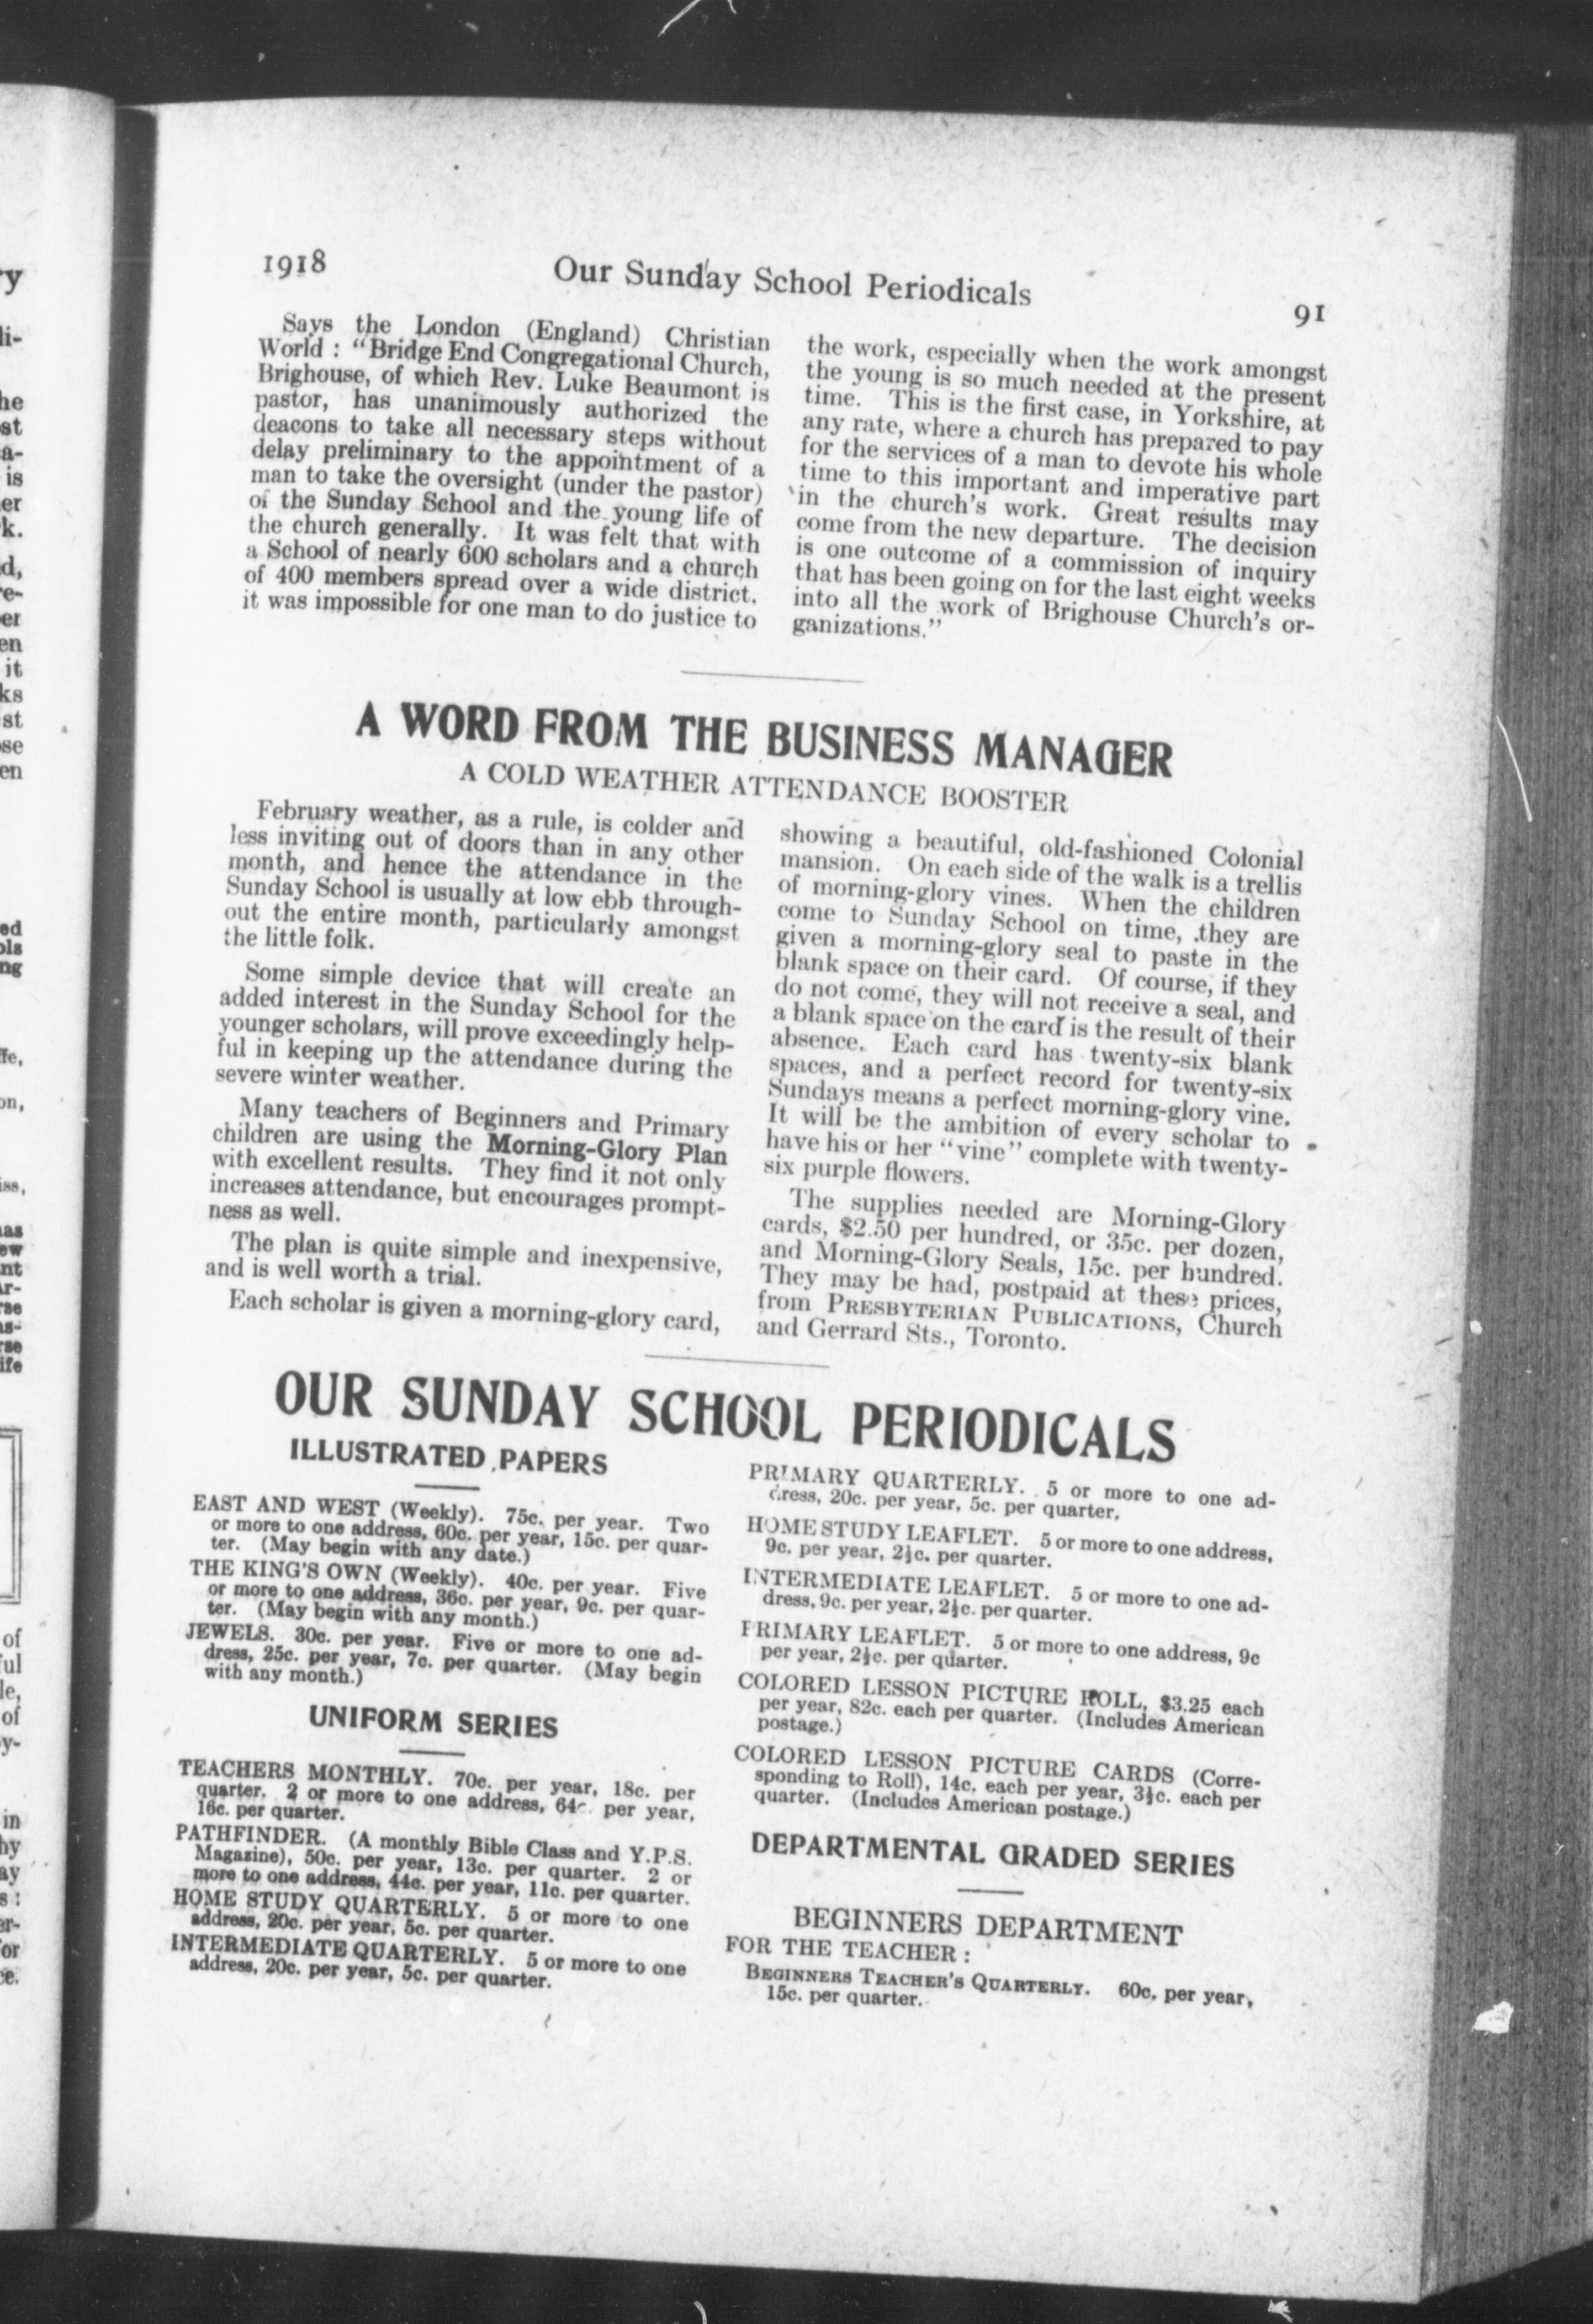 1918
Our Sunday School Periodicals
91
Says the London (England) Christian
World : "Bridge End Congregational Church,
Brighouse, of which Rev. Luke Beaumont is
pastor, has unanimously authorized the
deacons to take all necessary steps without
delay preliminary to the appointment of a
man to take the oversight (under the pastor)
of the Sunday School and the young life of
the church generally. It was felt that with
a School of nearly 600 scholars and a church
of 400 members spread over a wide district,
it was impossible for one man to do justice to
the work, especially when the work amongst
the young is so much needed at the present
time. This is the first case, in Yorkshire, at
any rate, where a church has prepared to pay
for the services of a man to devote his whole
time to this important and imperative part
in the church's work. Great results may
come from the new departure. The decision
is one outcome of a commission of inquiry
that has been going on for the last eight weeks
into all the work of Brighouse Church's or-
ganizations."
A WORD FROM THE BUSINESS MANAGER
A COLD WEATHER ATTENDANCE BOOSTER
February weather, as a rule, is colder and
less inviting out of doors than in any other
month, and hence the attendance in the
Sunday School is usually at low ebb through-
out the entire month, particularly amongst
the little folk.
Some simple device that will create an
added interest in the Sunday School for the
younger scholars, will prove exceedingly help-
ful in keeping up the attendance during the
severe winter weather.
Many teachers of Beginners and Primary
children are using the Morning-Glory Plan
with excellent results. They find it not only
increases attendance, but encourages prompt-
ness as well.
The plan is quite simple and inexpensive,
and is well worth a trial.
Each scholar is given a morning-glory card,
showing a beautiful, old-fashioned Colonial
mansion. On each side of the walk is a trellis
of morning-glory vines. When the children
come to Sunday School on time, they are
given a morning-glory seal to paste in the
blank space on their card. Of course, if they
do not come, they will not receive a seal, and
a blank space on the card is the result of their
absence. Each card has twenty-six blank
spaces, and a perfect record for twenty-six
Sundays means a perfect morning-glory vine.
It will be the ambition of every scholar to
have his or her "vine" complete with twenty-
six purple flowers.
The supplies needed are Morning-Glory
cards, $2.50 per hundred, or 35c. per dozen,
and Morning-Glory Seals, 15c. per hundred.
They may be had, postpaid at these prices,
from PRESBYTERIAN PUBLICATIONS, Church
and Gerrard Sts., Toronto.
OUR SUNDAY SCHOOL PERIODICALS
ILLUSTRATED PAPERS
EAST AND WEST (Weekly). 75c. per year. Two
or more to one address, 60c. per year, 15c. per quar-
ter. (May begin with any date.)
THE KING'S OWN (Weekly). 40c. per year. Five
or more to one address, 36c. per year, 9c. per quar-
ter. (May begin with any month.)
JEWELS. 30c. per year. Five or more to one ad-
dress, 25c. per year, 7c. per quarter. (May begin
with any month.)
UNIFORM SERIES
TEACHERS MONTHLY. 70c. per year, 18c. per
quarter. 2 or more to one address, 64c per year,
16c. per quarter.
PATHFINDER. (A monthly Bible Class and Y.P.S.
Magazine), 50c. per year, 13c. per quarter. 2 or
more to one address, 44c. per year, 11c. per quarter.
HOME STUDY QUARTERLY. 5 or more to one
address, 20c. per year, 5c. per quarter.
INTERMEDIATE QUARTERLY. 5 or more to one
address, 20c. per year, 5c. per quarter.
PRIMARY QUARTERLY. 5 or more to one ad-
dress, 20c. per year, 5c. per quarter.
HOME STUDY LEAFLET. 5 or more to one address,
9c. per year, 2½c. per quarter.
INTERMEDIATE LEAFLET. 5 or more to one ad-
dress, 9c. per year, 2½c. per quarter.
PRIMARY LEAFLET. 5 or more to one address, 9c
per year, 2½c. per quarter.
COLORED LESSON PICTURE ROLL, $3.25 each
per year, 82c. each per quarter. (Includes American
postage.)
COLORED LESSON PICTURE CARDS (Corre-
sponding to Roll), 14c. each per year, 3½c. each per
quarter. (Includes American postage.)
DEPARTMENTAL GRADED SERIES
BEGINNERS DEPARTMENT
FOR THE TEACHER :
BEGINNERS TEACHER'S QUARTERLY. 60c. per year,
15c. per quarter.